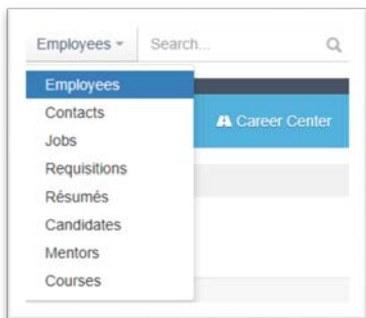 Employees Search...
Employees
Contacts
Career Center
Jobs
Requisitions
Résumés
Candidates
Mentors
Courses